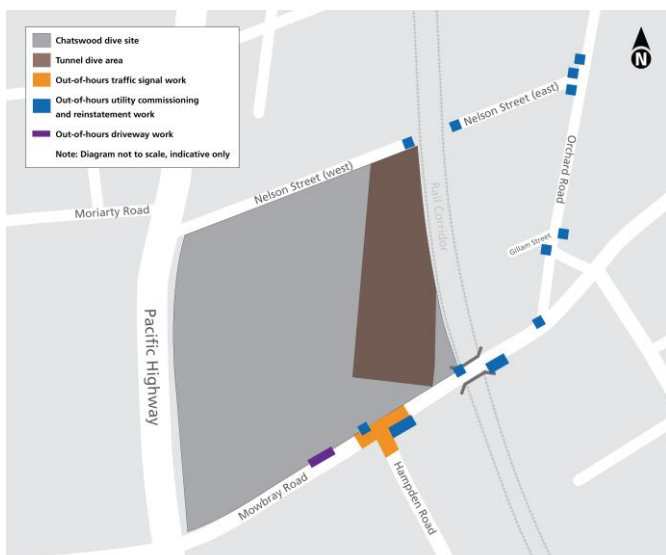 Chatswood dive site
Tunnel dive area
Out-of-hours traffic signal work
Out-of-hours utility commissioning
and reinstatement work
Out-of-hours driveway work
Note: Diagram not to scale, indicative only
N
Nelson Street (east)
Orchard Road
Nelson Street (west)
Moriarty Road
Rail Corridor
Gillam Street
Pacific Highway
Mowbray Road
Hampden Road